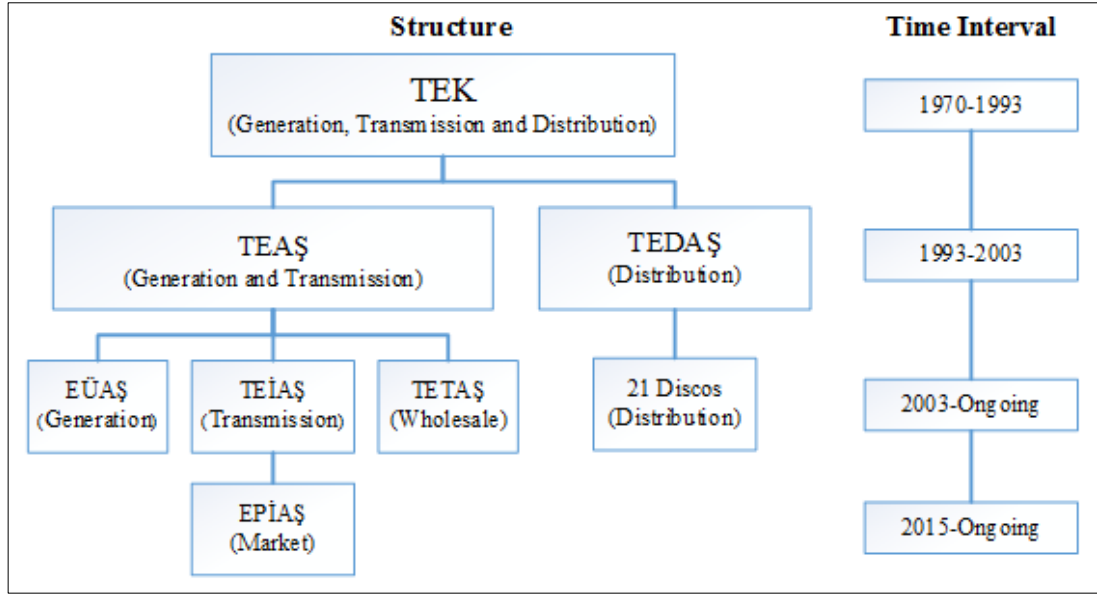 Structure
Time Interval
TEK
(Generation, Transmission and Distribution)
1970-1993
TEAŞ
(Generation and Transmission)
TEDAŞ
(Distribution)
1993-2003
EÜAŞ
(Generation)
TEİAŞ
(Transmission)
TETAŞ
(Wholesale)
21 Discos
(Distribution)
2003-Ongoing
EPİAŞ
(Market)
2015-Ongoing